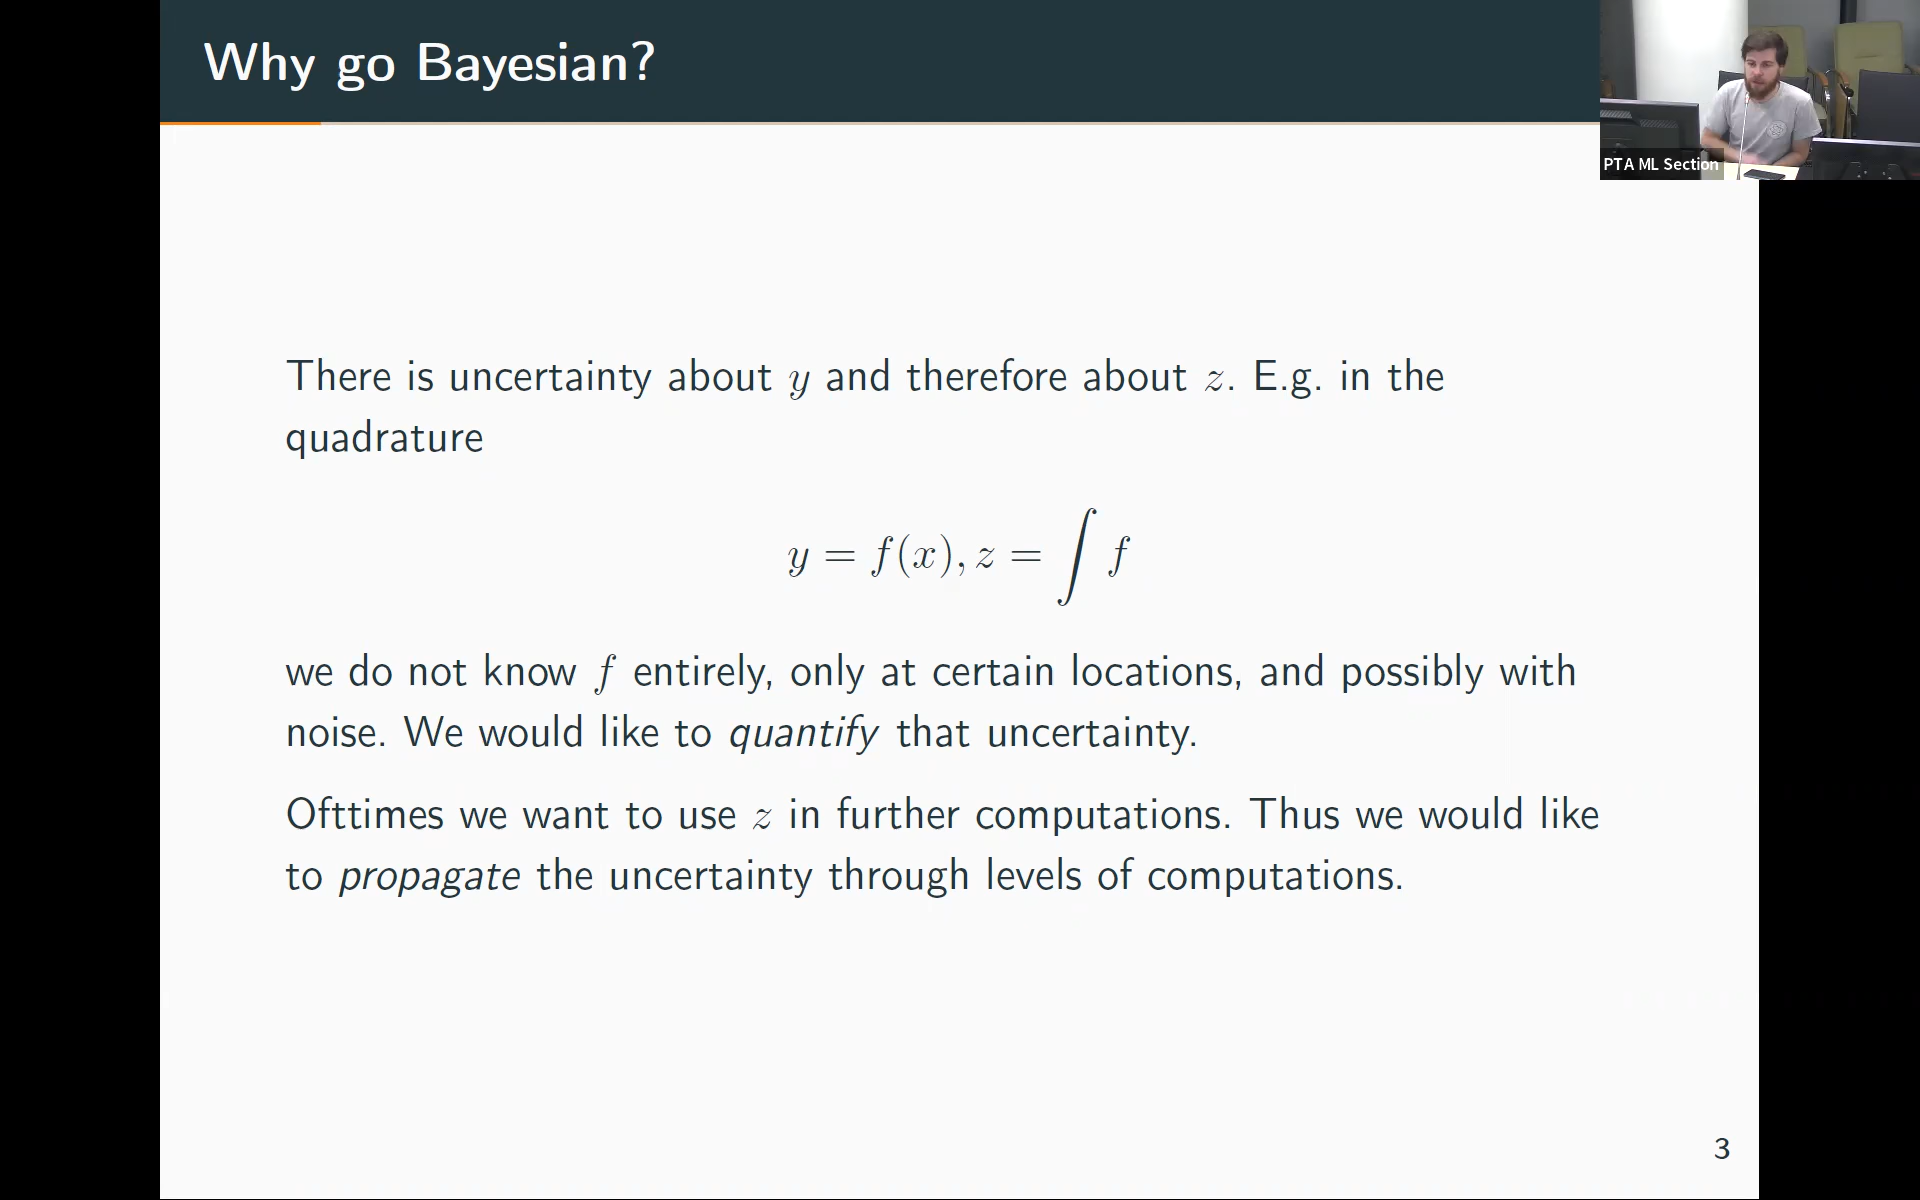 Why go Bayesian?
PTA ML Section
There is uncertainty about y and therefore about z. E.g. in the
quadrature
y = f(x), z = ∫ f
we do not know f entirely, only at certain locations, and possibly with
noise. We would like to quantify that uncertainty.
Ofttimes we want to use z in further computations. Thus we would like
to propagate the uncertainty through levels of computations.
3